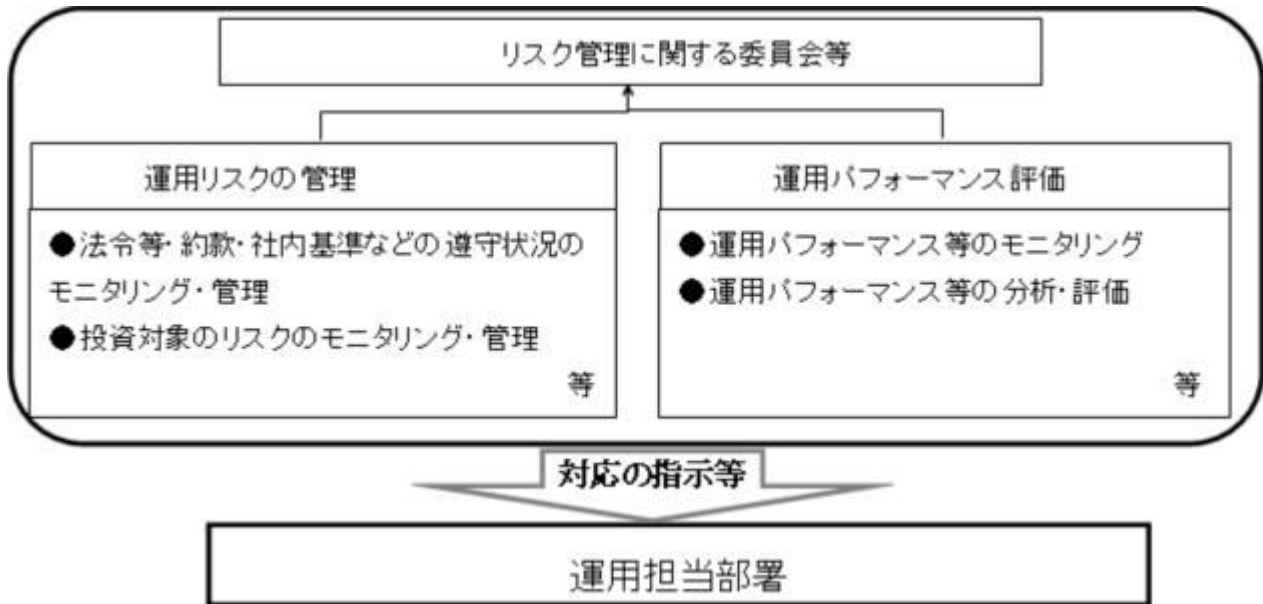 リスク管理に関する委員会等
運用リスクの管理
●法令等・約款・社内基準などの遵守状況の
モニタリング・管理
●投資対象のリスクのモニタリング・管理
等
運用パフォーマンス評価
●運用パフォーマンス等のモニタリング
●運用パフォーマンス等の分析・評価
等
対応の指示等
運用担当部署